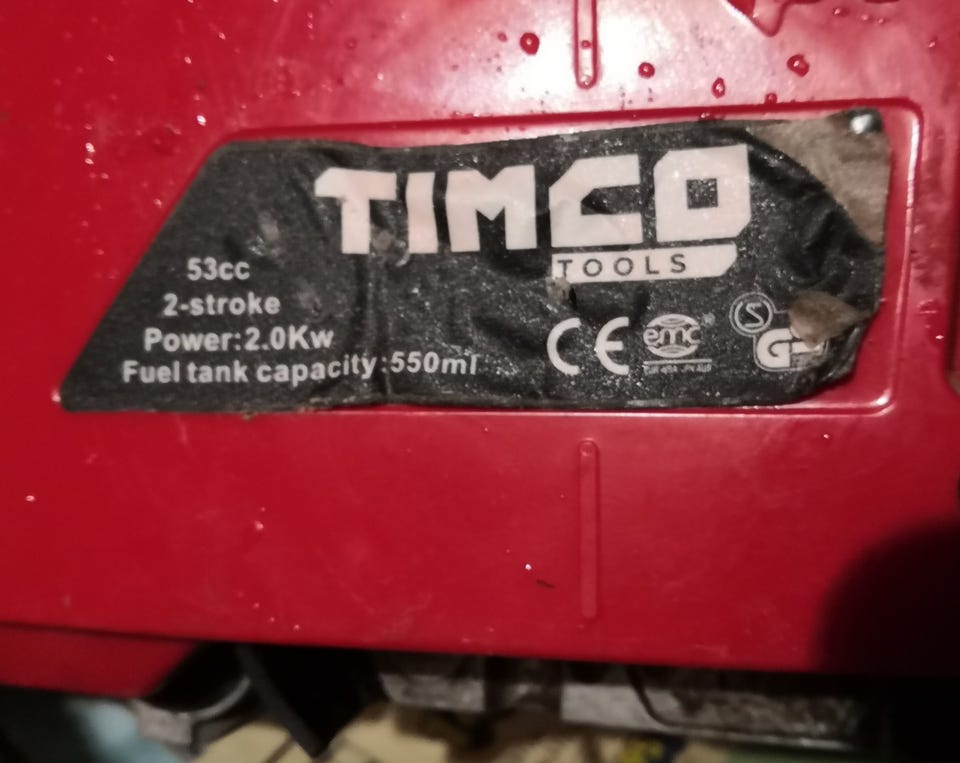 TIMCO
TOOLS
53cc
2-stroke
Power:2.0Kw
Fuel tank capacity:550ml
CE
emc
S
G